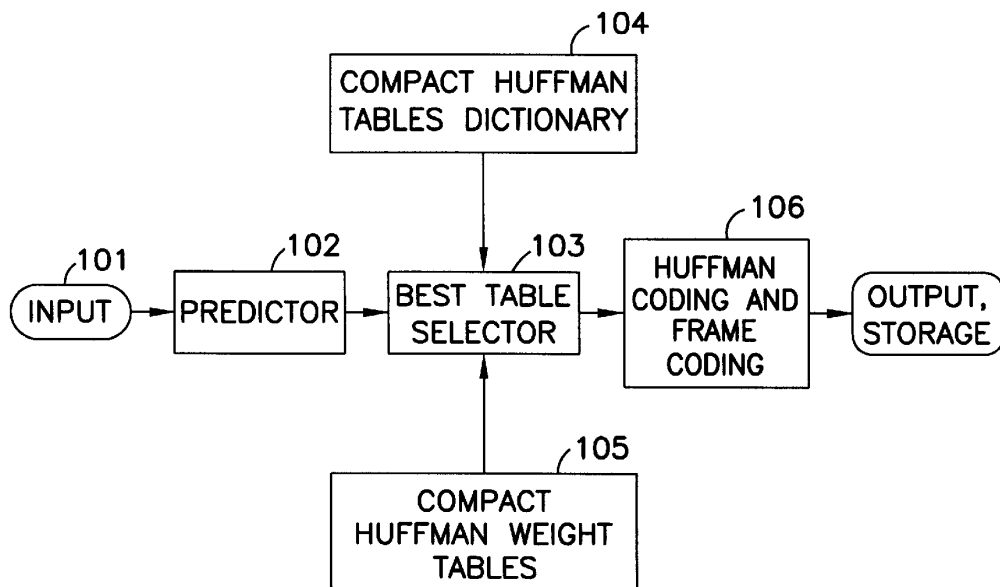 104
COMPACT HUFFMAN
TABLES DICTIONARY
101
INPUT
102
PREDICTOR
103
BEST TABLE
SELECTOR
106
HUFFMAN
CODING AND
FRAME
CODING
OUTPUT,
STORAGE
105
COMPACT
HUFFMAN WEIGHT
TABLES